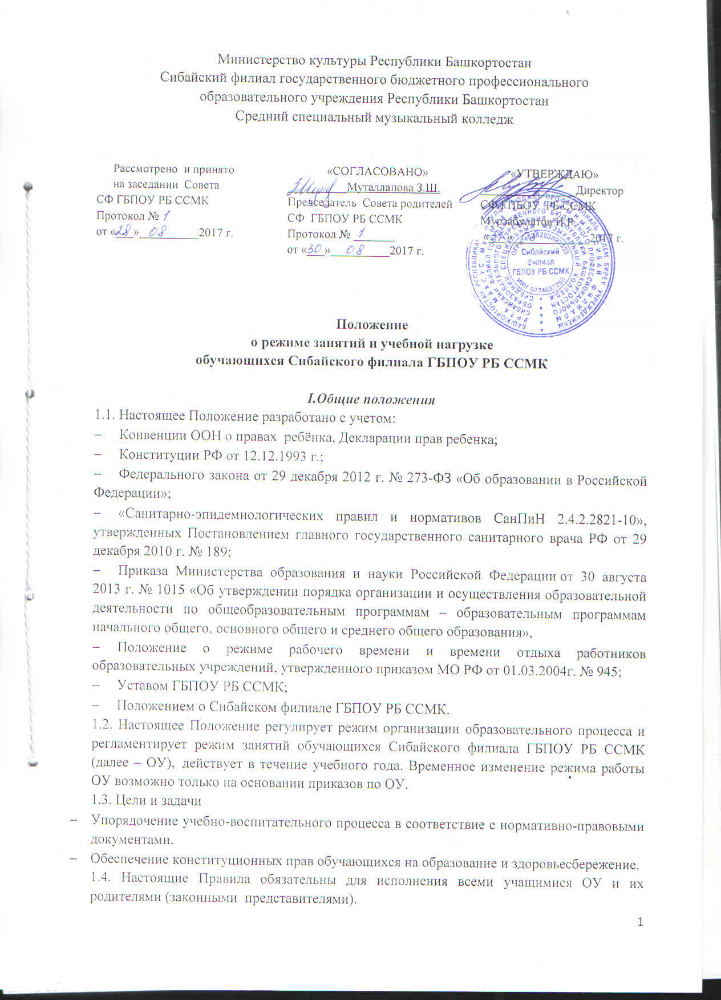 Министерство культуры Республики Башкортостан
Сибайский филиал государственного бюджетного профессионального
образовательного учреждения Республики Башкортостан
Средний специальный музыкальный колледж
Рассмотрено и принято
на заседании Совета
СФ ГБПОУ РБ ССМК
Протокол № 1
от «28» 08 2017 г.
«СОГЛАСОВАНО»
Муталлапова З.Ш.
Председатель Совета родителей
СФ ГБПОУ РБ ССМК
Протокол № 1
от «30» 08 2017 г.
«УТВЕРЖДАЮ»
Директор
СФ ГПБОУ РБ ССМК
Мурзабулатов И.Р.
2017 г.
Сибайский
филиал
ГБПОУ РБ ССМК
ИНН 0274037250
Положение
о режиме занятий и учебной нагрузке
обучающихся Сибайского филиала ГБПОУ РБ ССМК
I.Общие положения
1.1. Настоящее Положение разработано с учетом:
– Конвенции ООН о правах ребёнка, Декларации прав ребенка;
– Конституции РФ от 12.12.1993 г.;
– Федерального закона от 29 декабря 2012 г. № 273-ФЗ «Об образовании в Российской
Федерации»;
– «Санитарно-эпидемиологических правил и нормативов СанПиН 2.4.2.2821-10»,
утвержденных Постановлением главного государственного санитарного врача РФ от 29
декабря 2010 г. № 189;
– Приказа Министерства образования и науки Российской Федерации от 30 августа
2013 г. № 1015 «Об утверждении порядка организации и осуществления образовательной
деятельности по общеобразовательным программам – образовательным программам
начального общего, основного общего и среднего общего образования»,
– Положение о режиме рабочего времени и времени отдыха работников
образовательных учреждений, утвержденного приказом МО РФ от 01.03.2004г. № 945;
– Уставом ГБПОУ РБ ССМК;
– Положением о Сибайском филиале ГБПОУ РБ ССМК.
1.2. Настоящее Положение регулирует режим организации образовательного процесса и
регламентирует режим занятий обучающихся Сибайского филиала ГБПОУ РБ ССМК
(далее – ОУ), действует в течение учебного года. Временное изменение режима работы
ОУ возможно только на основании приказов по ОУ.
1.3. Цели и задачи
– Упорядочение учебно-воспитательного процесса в соответствие с нормативно-правовыми
документами.
– Обеспечение конституционных прав обучающихся на образование и здоровьесбережение.
1.4. Настоящие Правила обязательны для исполнения всеми учащимися ОУ и их
родителями (законными представителями).
1